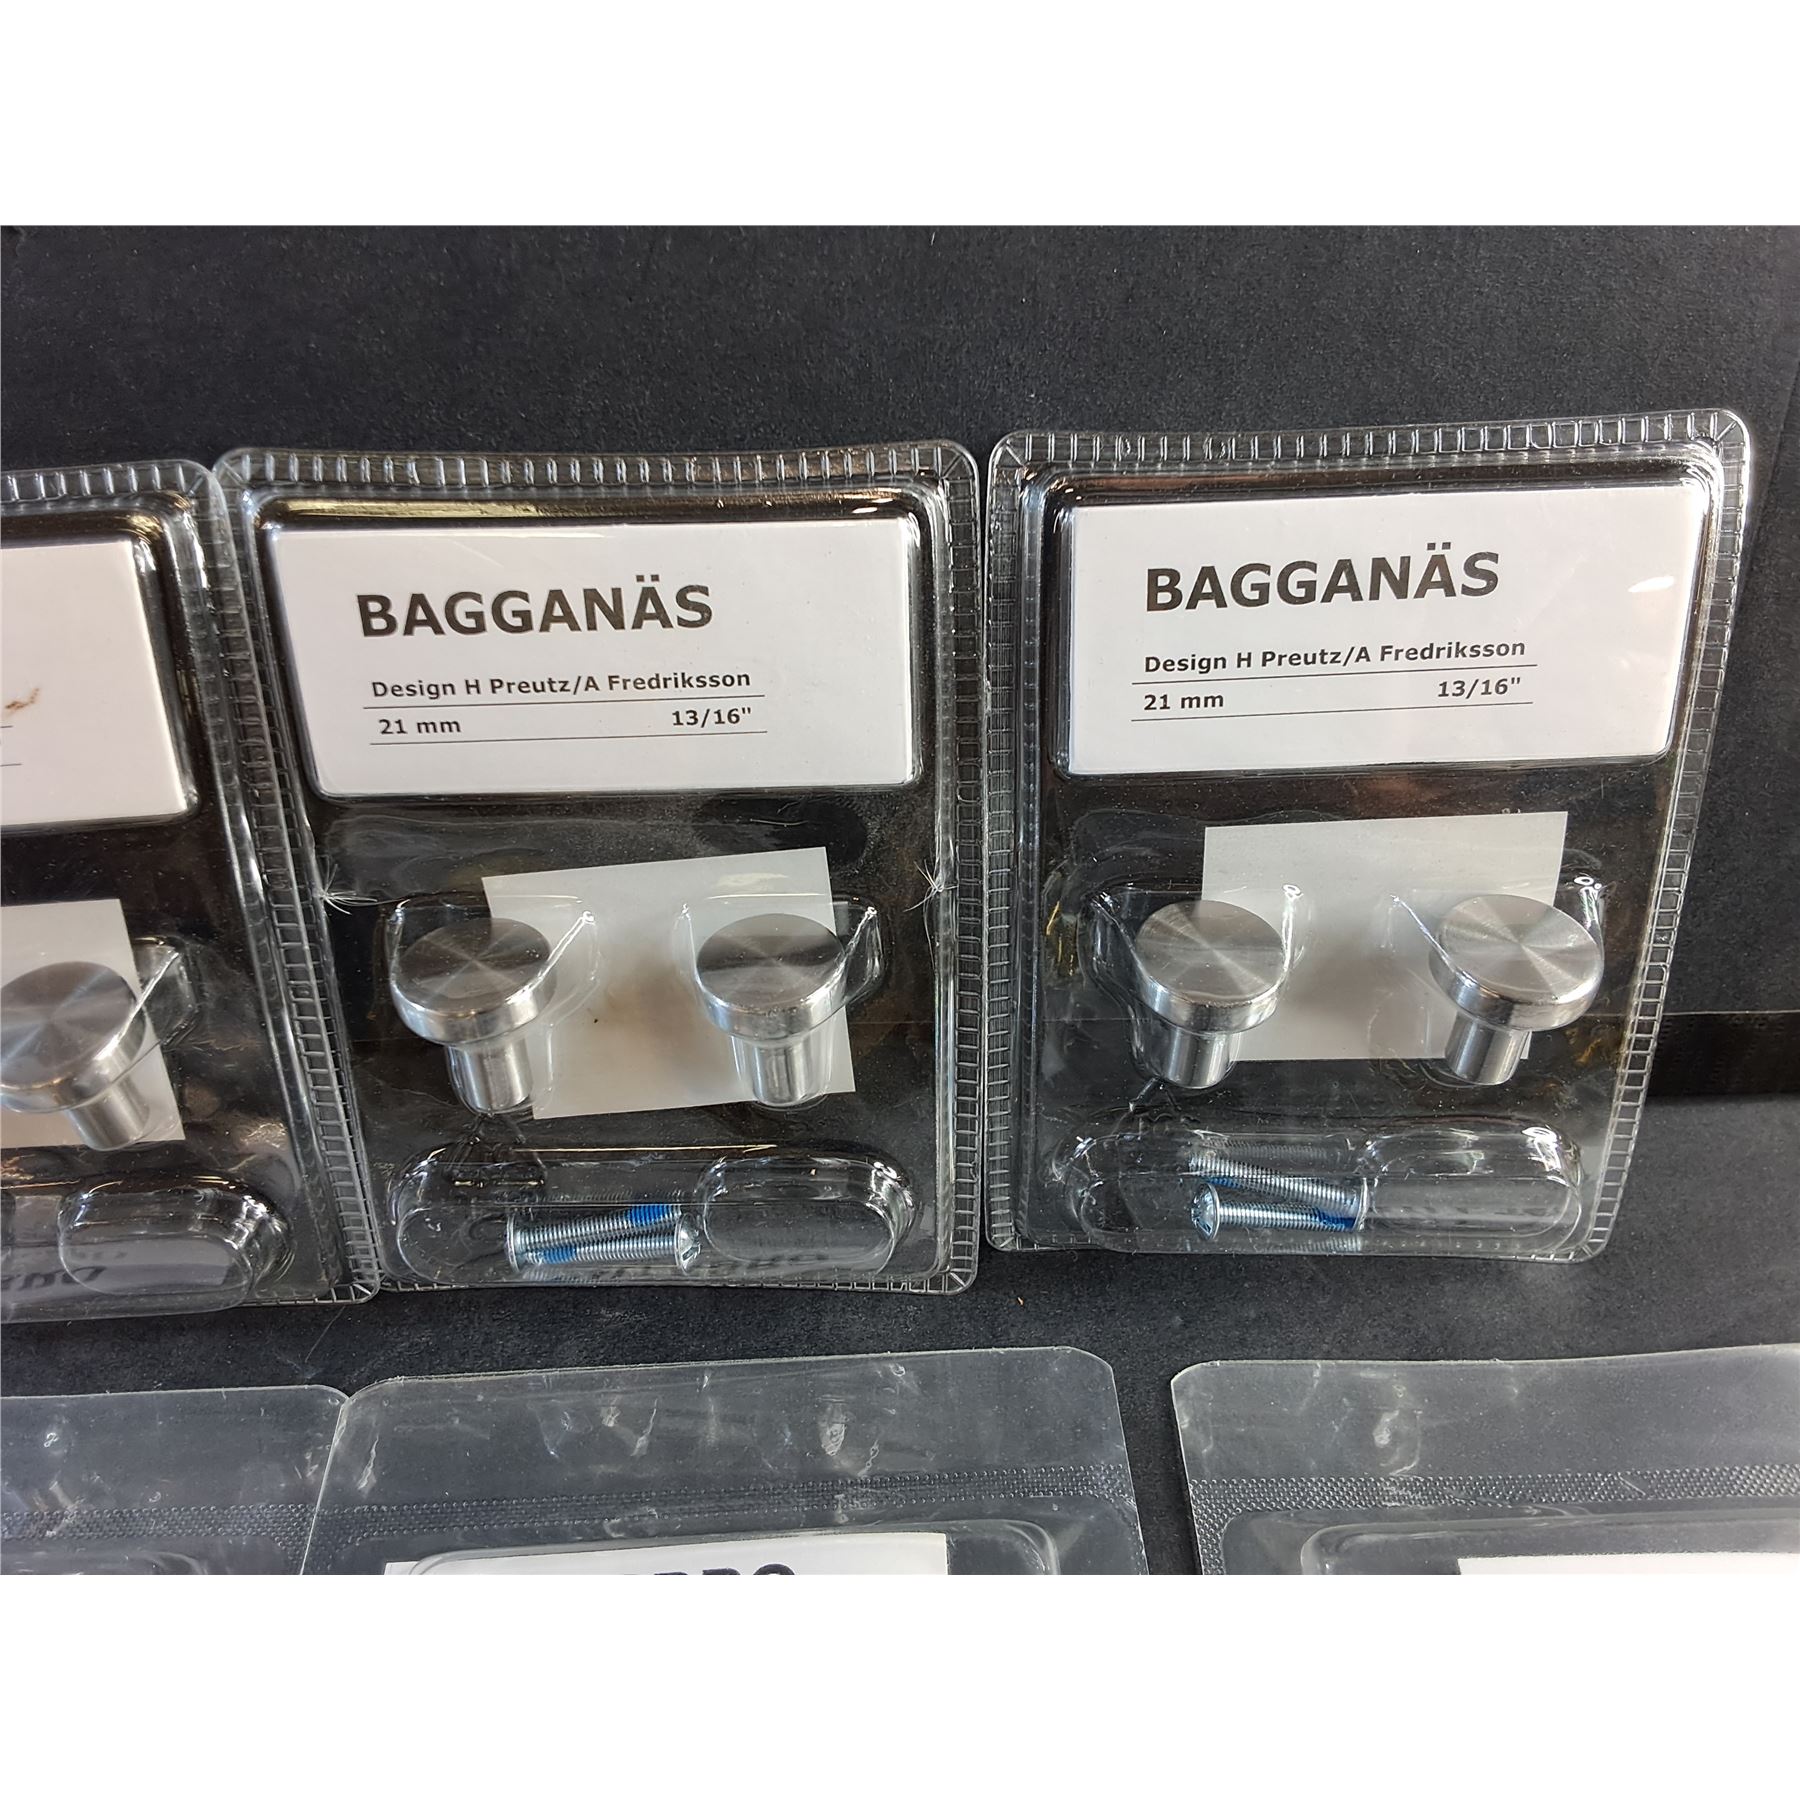 BAGGANÄS
Design H Preutz/A Fredriksson
21 mm 13/16"
BAGGANÄS
Design H Preutz/A Fredriksson
21 mm 13/16"